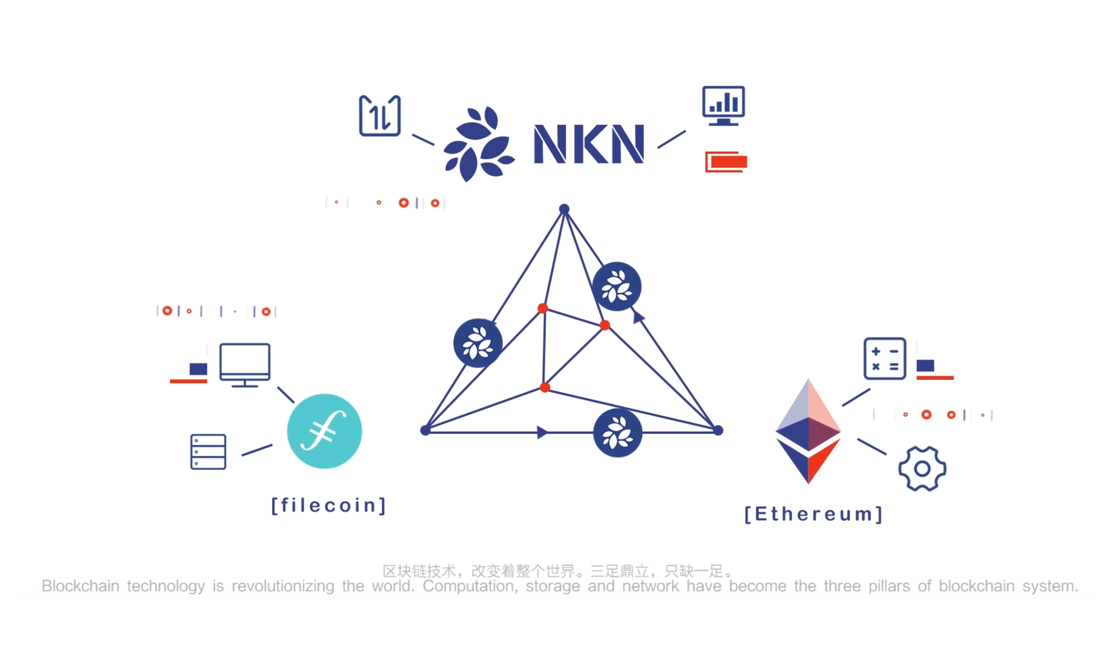 NKN
[filecoin]
[Ethereum]
区块链技术，改变着整个世界。三足鼎立，只缺一足。
Blockchain technology is revolutionizing the world. Computation, storage and network have become the three pillars of blockchain system.